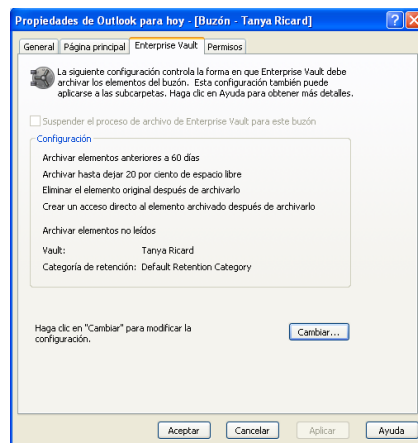 Propiedades de Outlook para hoy - [Buzón - Tanya Ricard]
General Página principal Enterprise Vault Permisos
La siguiente configuración controla la forma en que Enterprise Vault debe
archivar los elementos del buzón. Esta configuración también puede
aplicarse a las subcarpetas. Haga clic en Ayuda para obtener más detalles.
Suspender el proceso de archivo de Enterprise Vault para este buzón
Configuración
Archivar elementos anteriores a 60 días
Archivar hasta dejar 20 por ciento de espacio libre
Eliminar el elemento original después de archivarlo
Crear un acceso directo al elemento archivado después de archivarlo
Archivar elementos no leídos
Vault: Tanya Ricard
Categoría de retención: Default Retention Category
Haga clic en "Cambiar" para modificar la
configuración.
Cambiar...
Aceptar Cancelar Aplicar Ayuda